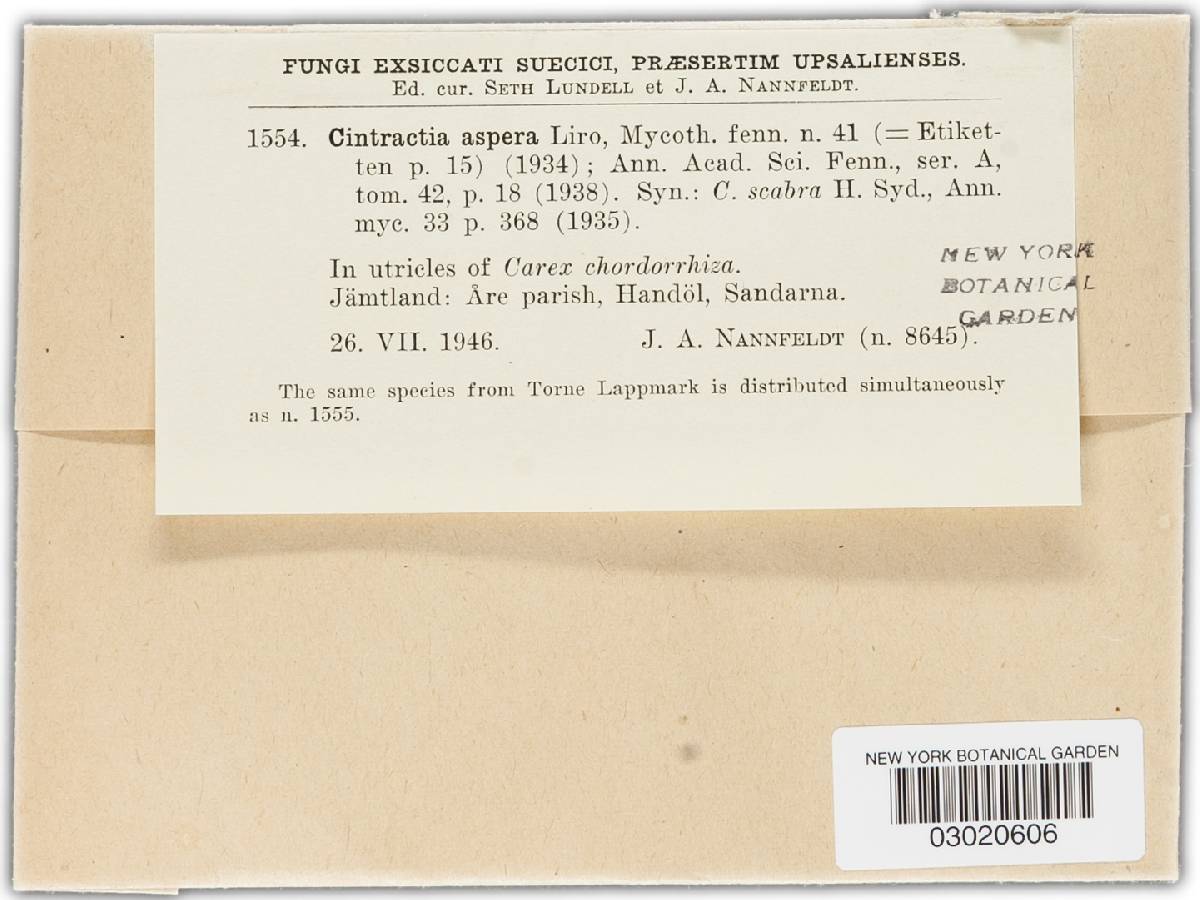 FUNGI EXSICCATI SUECICI, PRÆSERTIM UPSALIENSES.
Ed. cur. SETH LUNDELL et J. A. NANNFELDT.
1554. Cintractia aspera Liro, Mycoth. fenn. n. 41 (= Etiket-
ten p. 15) (1934); Ann. Acad. Sci. Fenn., ser. A,
tom. 42, p. 18 (1938). Syn.: C. scabra H. Syd., Ann.
myc. 33 p. 368 (1935).
In utricles of Carex chordorrhiza.
Jämtland: Åre parish, Handöl, Sandarna.
26. VII. 1946. J. A. NANNFELDT (n. 8645).
The same species from Torne Lappmark is distributed simultaneously
as n. 1555.
NEW YORK
BOTANICAL
GARDEN
NEW YORK BOTANICAL GARDEN
03020606